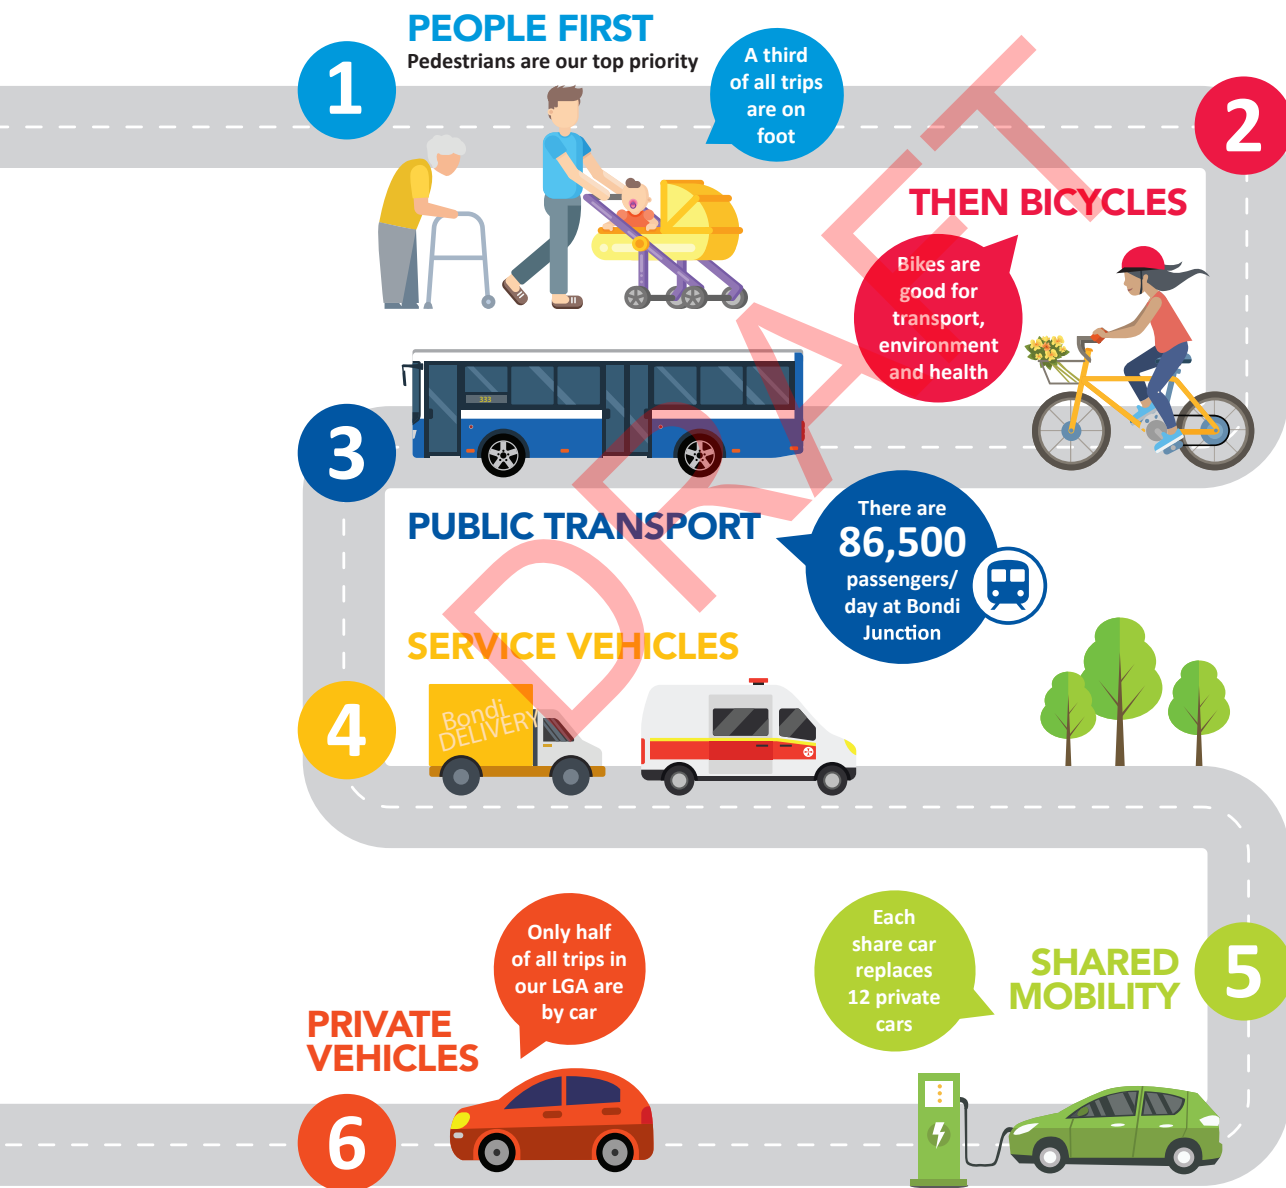 1
PEOPLE FIRST
Pedestrians are our top priority
A third
of all trips
are on
foot
2
THEN BICYCLES
Bikes are
good for
transport,
environment
and health
333
3
PUBLIC TRANSPORT
There are
86,500
passengers/
day at Bondi
Junction
SERVICE VEHICLES
4
Bondi
DELIVERY
5
SHARED
MOBILITY
Each
share car
replaces
12 private
cars
Only half
of all trips in
our LGA are
by car
PRIVATE
VEHICLES
6
DRAFT